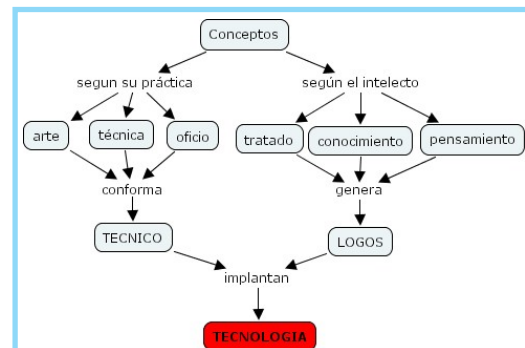 Conceptos
segun su práctica
según el intelecto
arte
técnica
oficio
tratado
conocimiento
pensamiento
conforma
genera
TECNICO
LOGOS
implantan
TECNOLOGIA